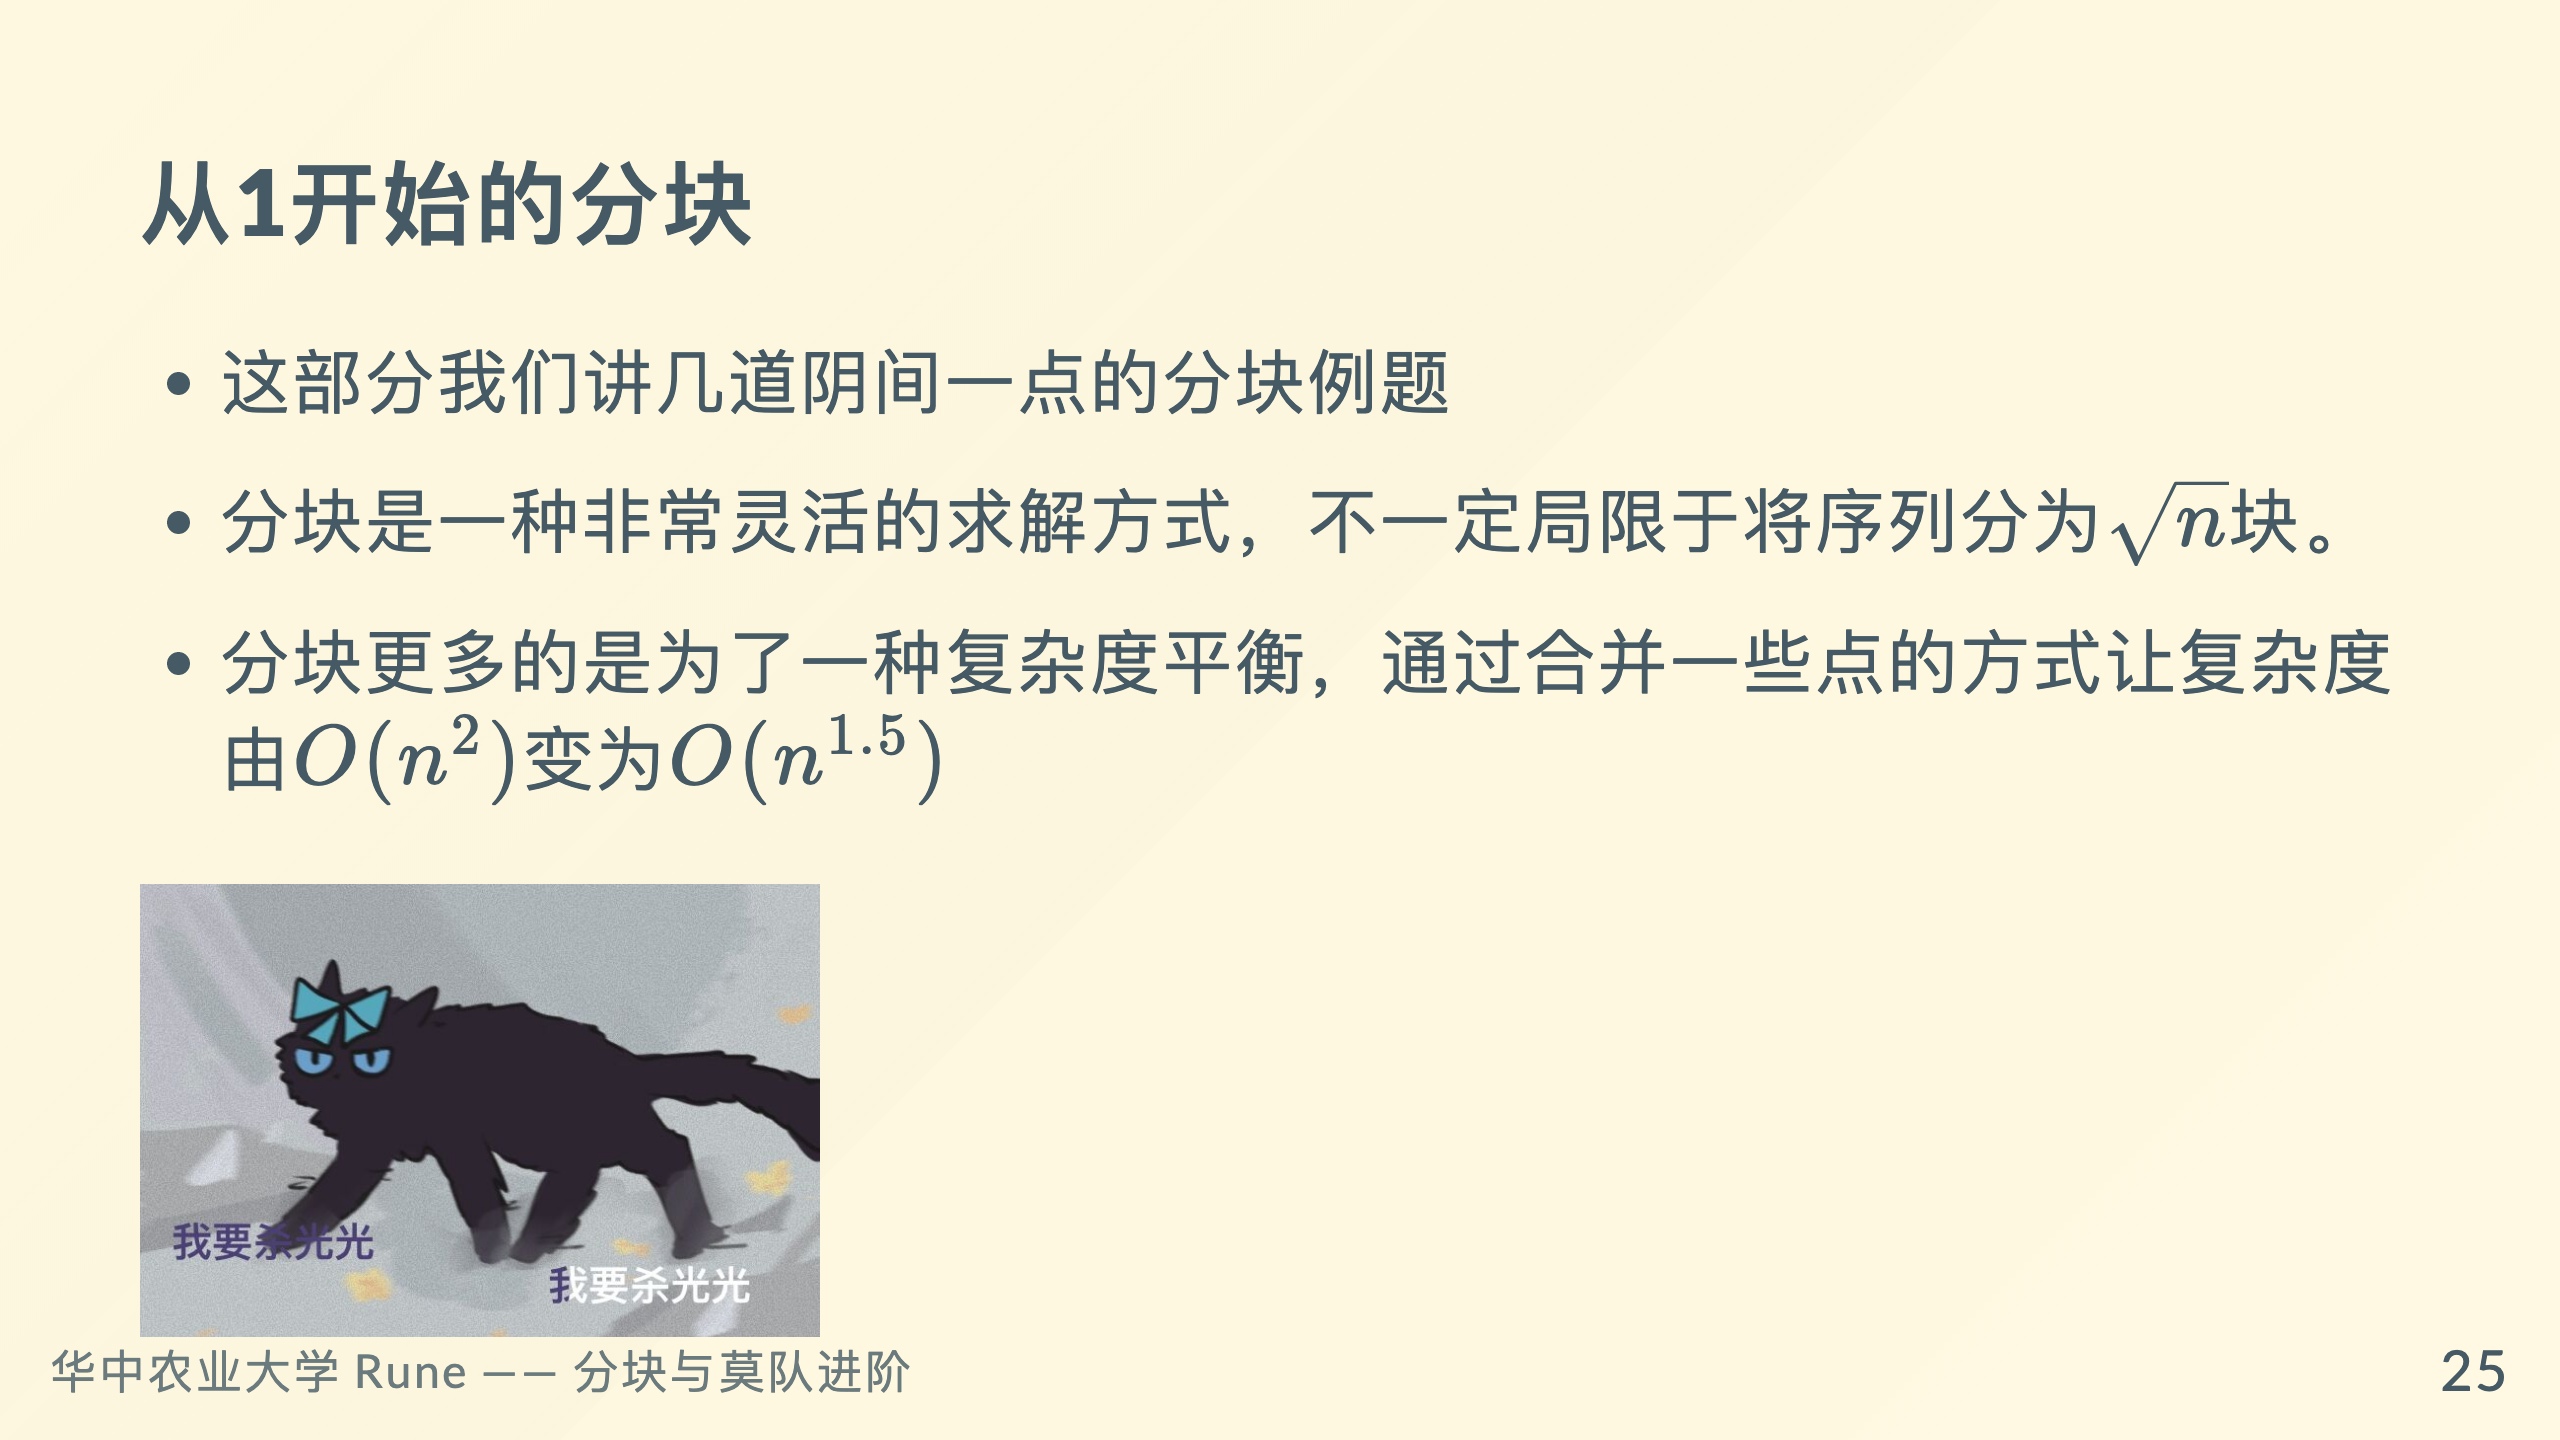 从1开始的分块
• 这部分我们讲几道阴间一点的分块例题
• 分块是一种非常灵活的求解方式，不一定局限于将序列分为√n块。
• 分块更多的是为了一种复杂度平衡，通过合并一些点的方式让复杂度
由O(n²)变为O(n^{1.5})
我要杀光光
我要杀光光
华中农业大学 Rune —— 分块与莫队进阶
25